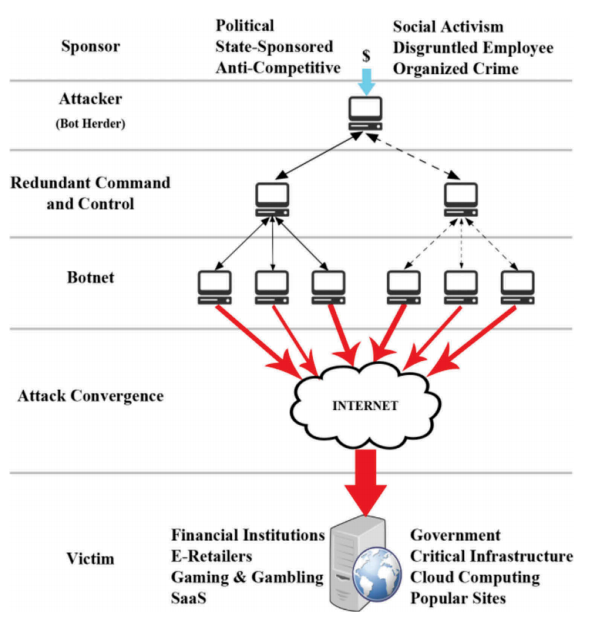 Sponsor
Political
State-Sponsored
Anti-Competitive
$
Social Activism
Disgruntled Employee
Organized Crime
Attacker
(Bot Herder)
Redundant Command
and Control
Botnet
Attack Convergence
INTERNET
Victim
Financial Institutions
E-Retailers
Gaming & Gambling
SaaS
Government
Critical Infrastructure
Cloud Computing
Popular Sites